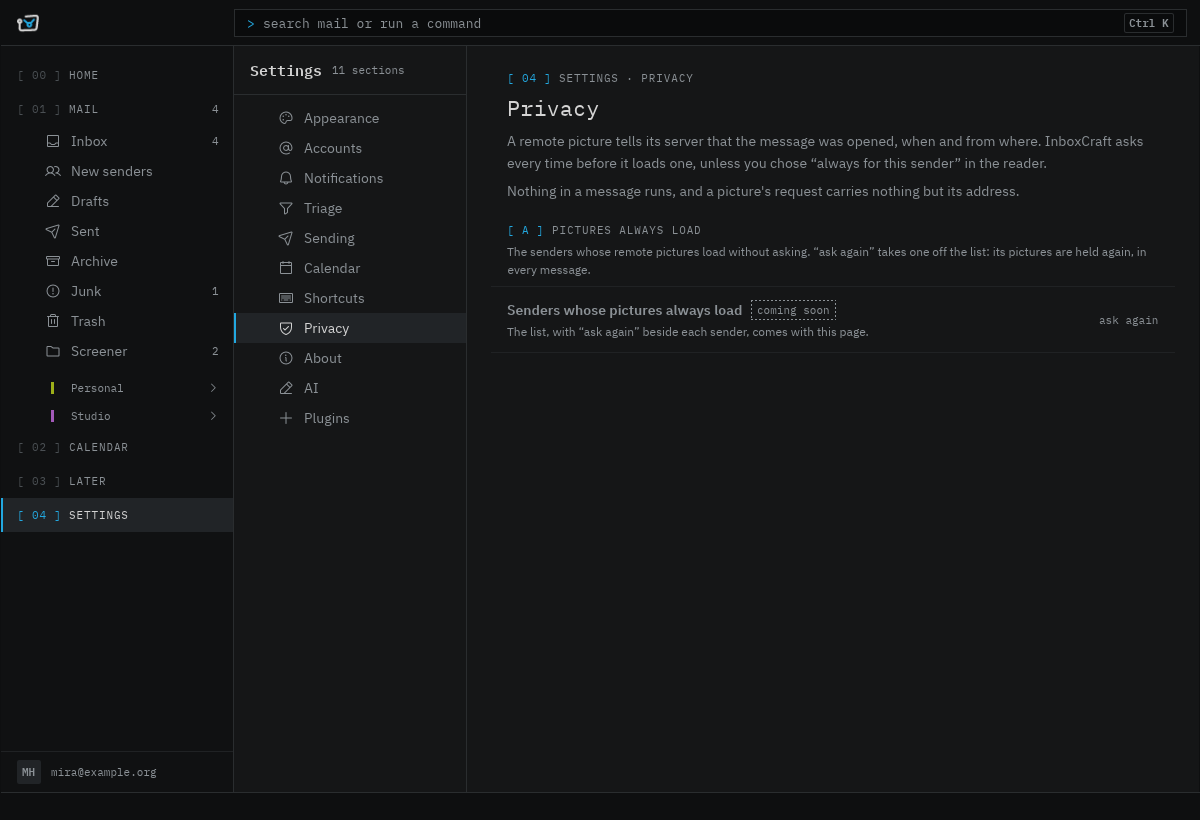 > search mail or run a command Ctrl K
[ 00 ] HOME
[ 01 ] MAIL 4
Inbox 4
New senders
Drafts
Sent
Archive
Junk 1
Trash
Screener 2
Personal
Studio
[ 02 ] CALENDAR
[ 03 ] LATER
[ 04 ] SETTINGS
MH mira@example.org
Settings 11 sections
Appearance
Accounts
Notifications
Triage
Sending
Calendar
Shortcuts
Privacy
About
AI
Plugins
[ 04 ] SETTINGS · PRIVACY
Privacy
A remote picture tells its server that the message was opened, when and from where. InboxCraft asks
every time before it loads one, unless you chose “always for this sender” in the reader.
Nothing in a message runs, and a picture's request carries nothing but its address.
[ A ] PICTURES ALWAYS LOAD
The senders whose remote pictures load without asking. “ask again” takes one off the list: its pictures are held again, in
every message.
Senders whose pictures always load coming soon
The list, with “ask again” beside each sender, comes with this page.
ask again